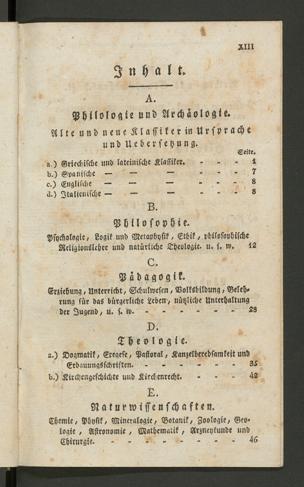 XIII
Inhalt.
A.
Philologie und Archäologie.
Alte und neue Klassiker in Ursprache
und Uebersetzung.
Seite.
a.) Griechische und lateinische Klassiker. - - - 1
b.) Spanische — — — - - - 7
c.) Englische — — — - - - 8
d.) Italienische — — — - - - 8
B.
Philosophie.
Psychologie, Logik und Metaphysik, Ethik, philosophische
Religionslehre und natürliche Theologie. u. s. w. 12
C.
Pädagogik.
Erziehung, Unterricht, Schulwesen, Volksbildung, Beleh-
rung für das bürgerliche Leben, nützliche Unterhaltung
der Jugend, u. s. w. - - - - - - - 23
D.
Theologie.
a.) Dogmatik, Exegese, Pastoral, Kanzelberedsamkeit und
Erbauungsschriften. - - - - - - - 35
b.) Kirchengeschichte und Kirchenrecht. - - - - 42
E.
Naturwissenschaften.
Chemie, Physik, Mineralogie, Botanik, Zoologie, Geo-
logie, Astronomie, Mathematik, Arzneykunde und
Chirurgie. - - - - - - - - - 46